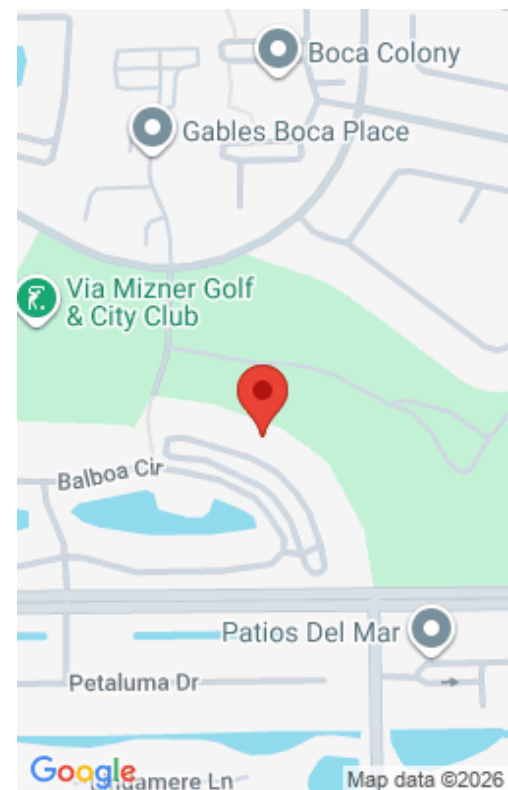 Boca Colony
Gables Boca Place
Via Mizner Golf
& City Club
Balboa Cir
Patios Del Mar
Petaluma Dr
Google
Map data ©2026